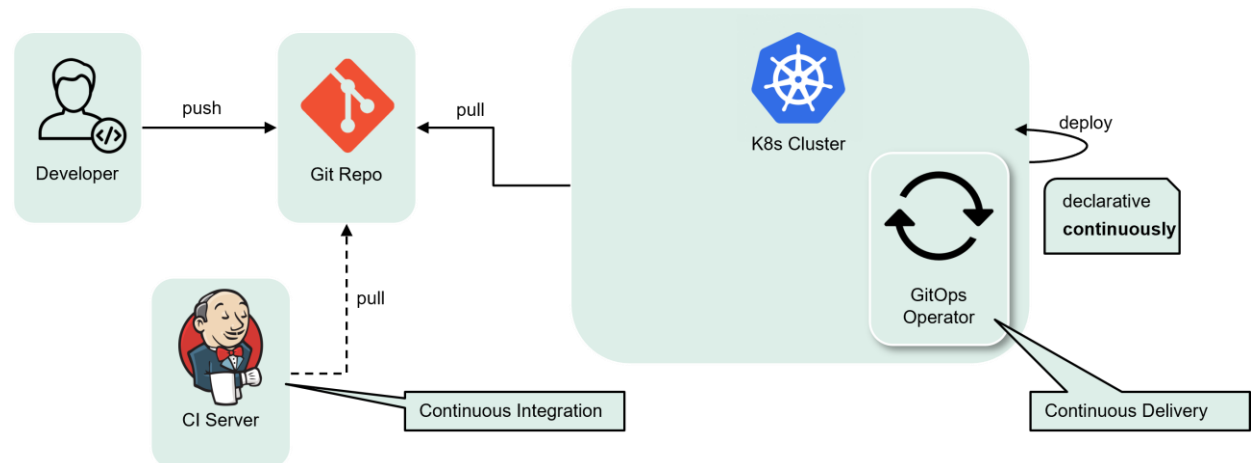 push
pull
deploy
Developer
Git Repo
K8s Cluster
declarative
continuously
pull
GitOps
Operator
CI Server
Continuous Integration
Continuous Delivery